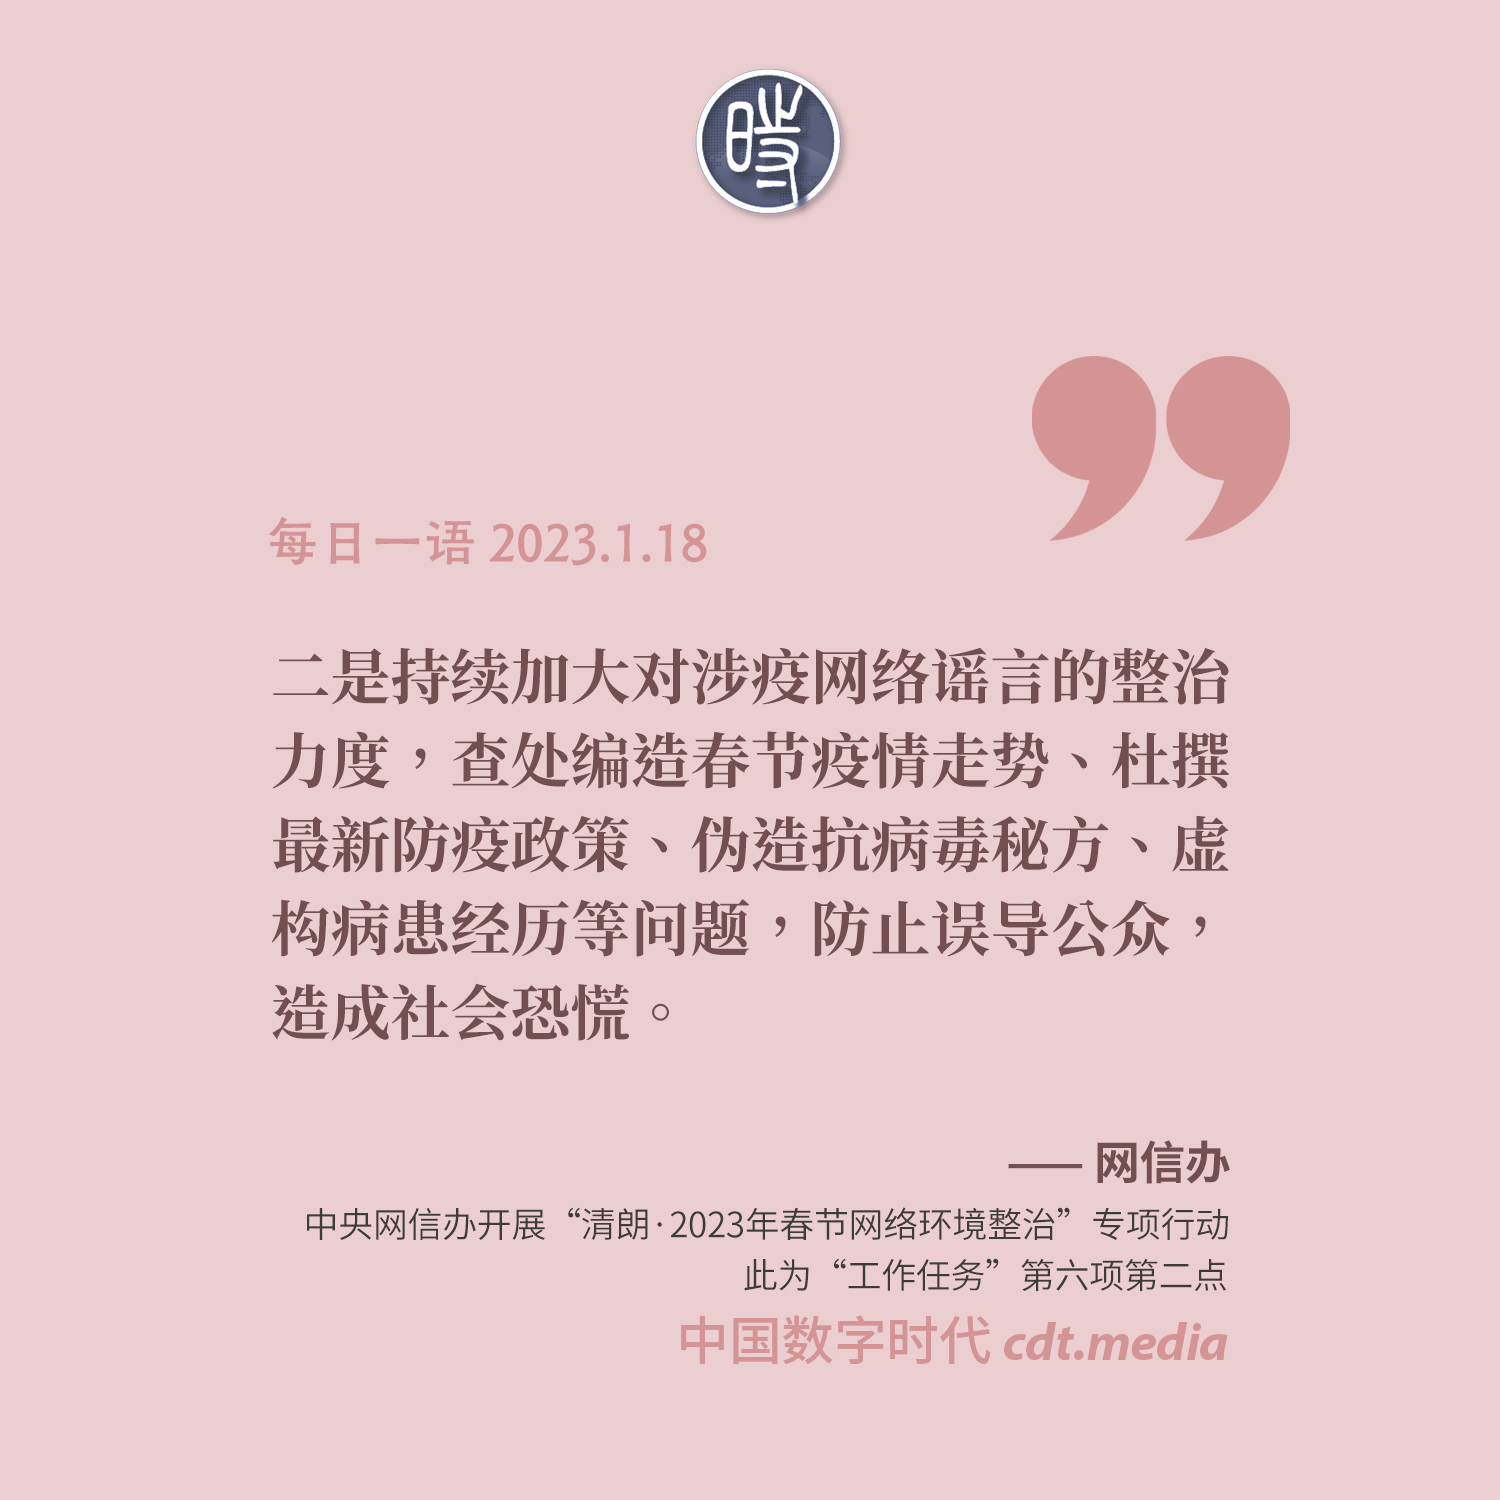 時
每日一语 2023.1.18
二是持续加大对涉疫网络谣言的整治
力度，查处编造春节疫情走势、杜撰
最新防疫政策、伪造抗病毒秘方、虚
构病患经历等问题，防止误导公众，
造成社会恐慌。
—— 网信办
中央网信办开展“清朗·2023年春节网络环境整治”专项行动
此为“工作任务”第六项第二点
中国数字时代 cdt.media